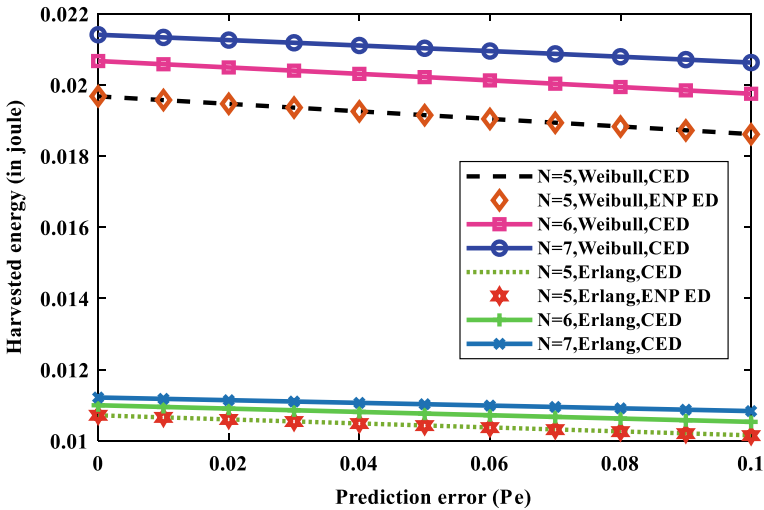 0.022
0.02
0.018
0.016
0.014
0.012
0.01
Harvested energy (in joule)
N=5,Weibull,CED
N=5,Weibull,ENP ED
N=6,Weibull,CED
N=7,Weibull,CED
N=5,Erlang,CED
N=5,Erlang,ENP ED
N=6,Erlang,CED
N=7,Erlang,CED
0 0.02 0.04 0.06 0.08 0.1
Prediction error (Pe)